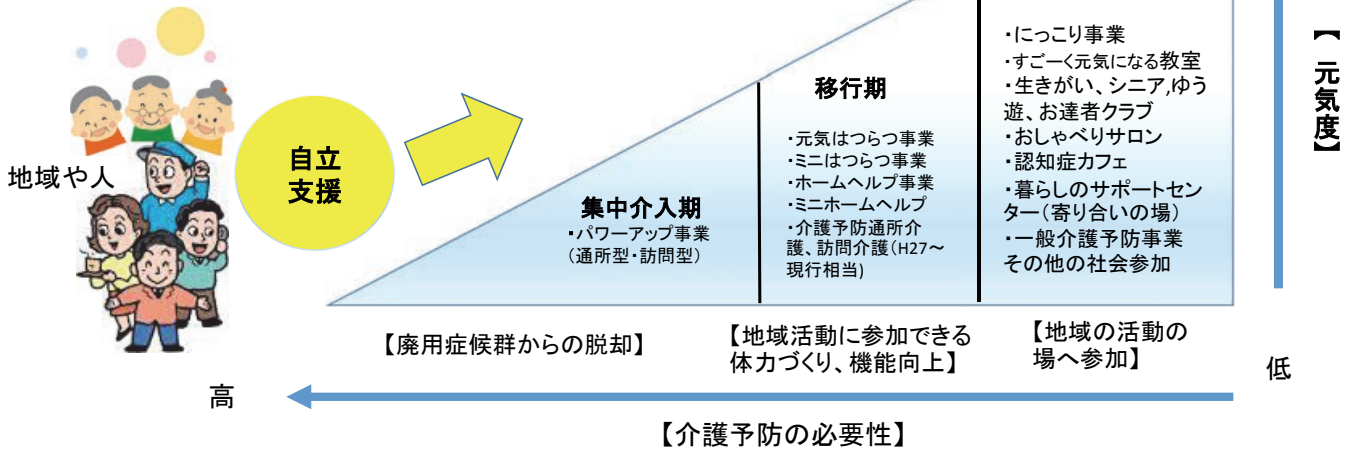 地域や人
自立
支援
集中介入期
・パワーアップ事業
（通所型・訪問型）
移行期
・元気はつらつ事業
・ミニはつらつ事業
・ホームヘルプ事業
・ミニホームヘルプ
・介護予防通所介
護、訪問介護（H27～
現行相当)
・にっこり事業
・すごーく元気になる教室
・生きがい、シニア,ゆう
遊、お達者クラブ
・おしゃべりサロン
・認知症カフェ
・暮らしのサポートセン
ター（寄り合いの場）
・一般介護予防事業
その他の社会参加
【元気度】
【廃用症候群からの脱却】
【地域活動に参加できる
体力づくり、機能向上】
【地域の活動の
場へ参加】
低
高
【介護予防の必要性】